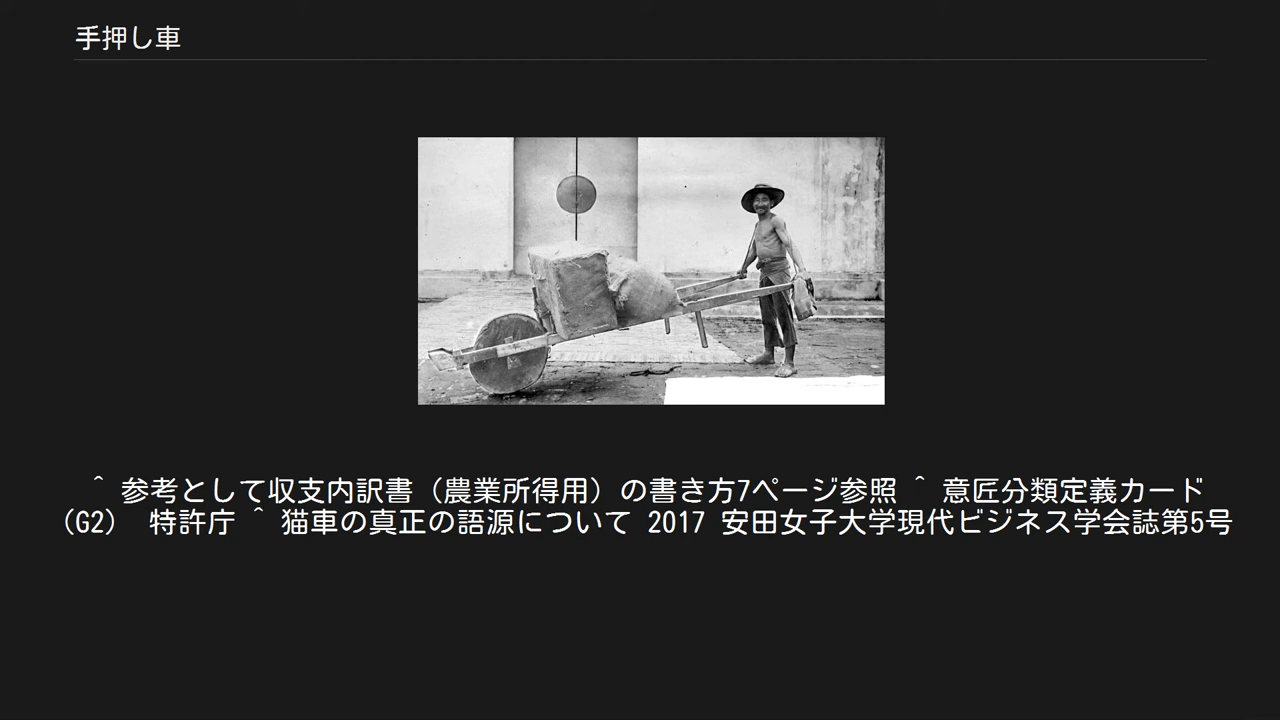 手押し車
^ 参考として収支内訳書（農業所得用）の書き方7ページ参照 ^ 意匠分類定義カード
（G2） 特許庁 ^ 猫車の真正の語源について 2017 安田女子大学現代ビジネス学会誌第5号